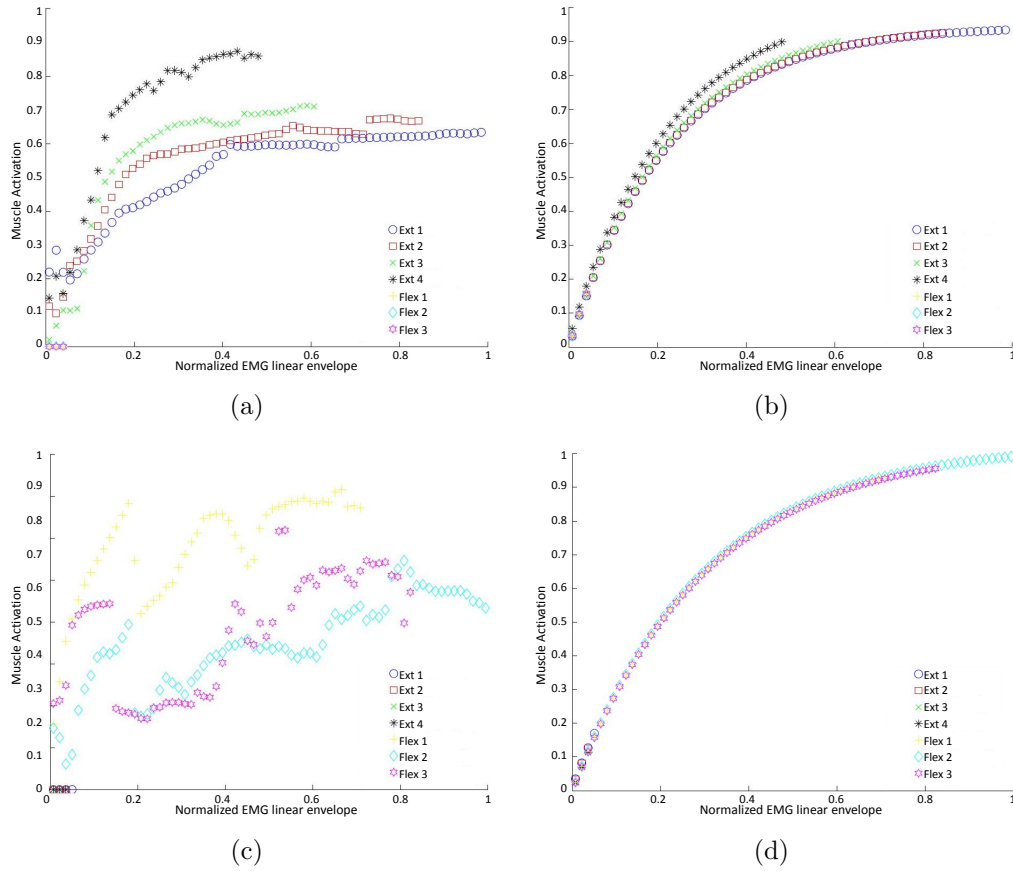 1
0.9
0.8
0.7
0.6
0.5
0.4
0.3
0.2
0.1
0
Muscle Activation
Ext 1
Ext 2
Ext 3
Ext 4
Flex 1
Flex 2
Flex 3
0 0.2 0.4 0.6 0.8 1
Normalized EMG linear envelope
(a)
1
0.9
0.8
0.7
0.6
0.5
0.4
0.3
0.2
0.1
0
Muscle Activation
Ext 1
Ext 2
Ext 3
Ext 4
Flex 1
Flex 2
Flex 3
0 0.2 0.4 0.6 0.8 1
Normalized EMG linear envelope
(b)
1
0.9
0.8
0.7
0.6
0.5
0.4
0.3
0.2
0.1
0
Muscle Activation
Ext 1
Ext 2
Ext 3
Ext 4
Flex 1
Flex 2
Flex 3
0 0.2 0.4 0.6 0.8 1
Normalized EMG linear envelope
(c)
1
0.9
0.8
0.7
0.6
0.5
0.4
0.3
0.2
0.1
0
Muscle Activation
Ext 1
Ext 2
Ext 3
Ext 4
Flex 1
Flex 2
Flex 3
0 0.2 0.4 0.6 0.8 1
Normalized EMG linear envelope
(d)